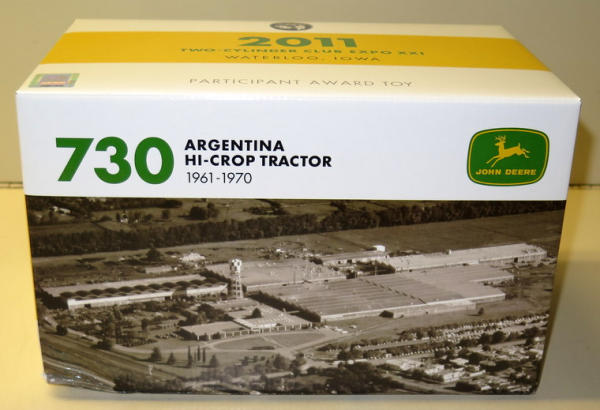 2011
TWO-CYLINDER CLUB EXPO XXI
WATERLOO, IOWA
PARTICIPANT AWARD TOY
730 ARGENTINA
HI-CROP TRACTOR
1961-1970
JOHN DEERE